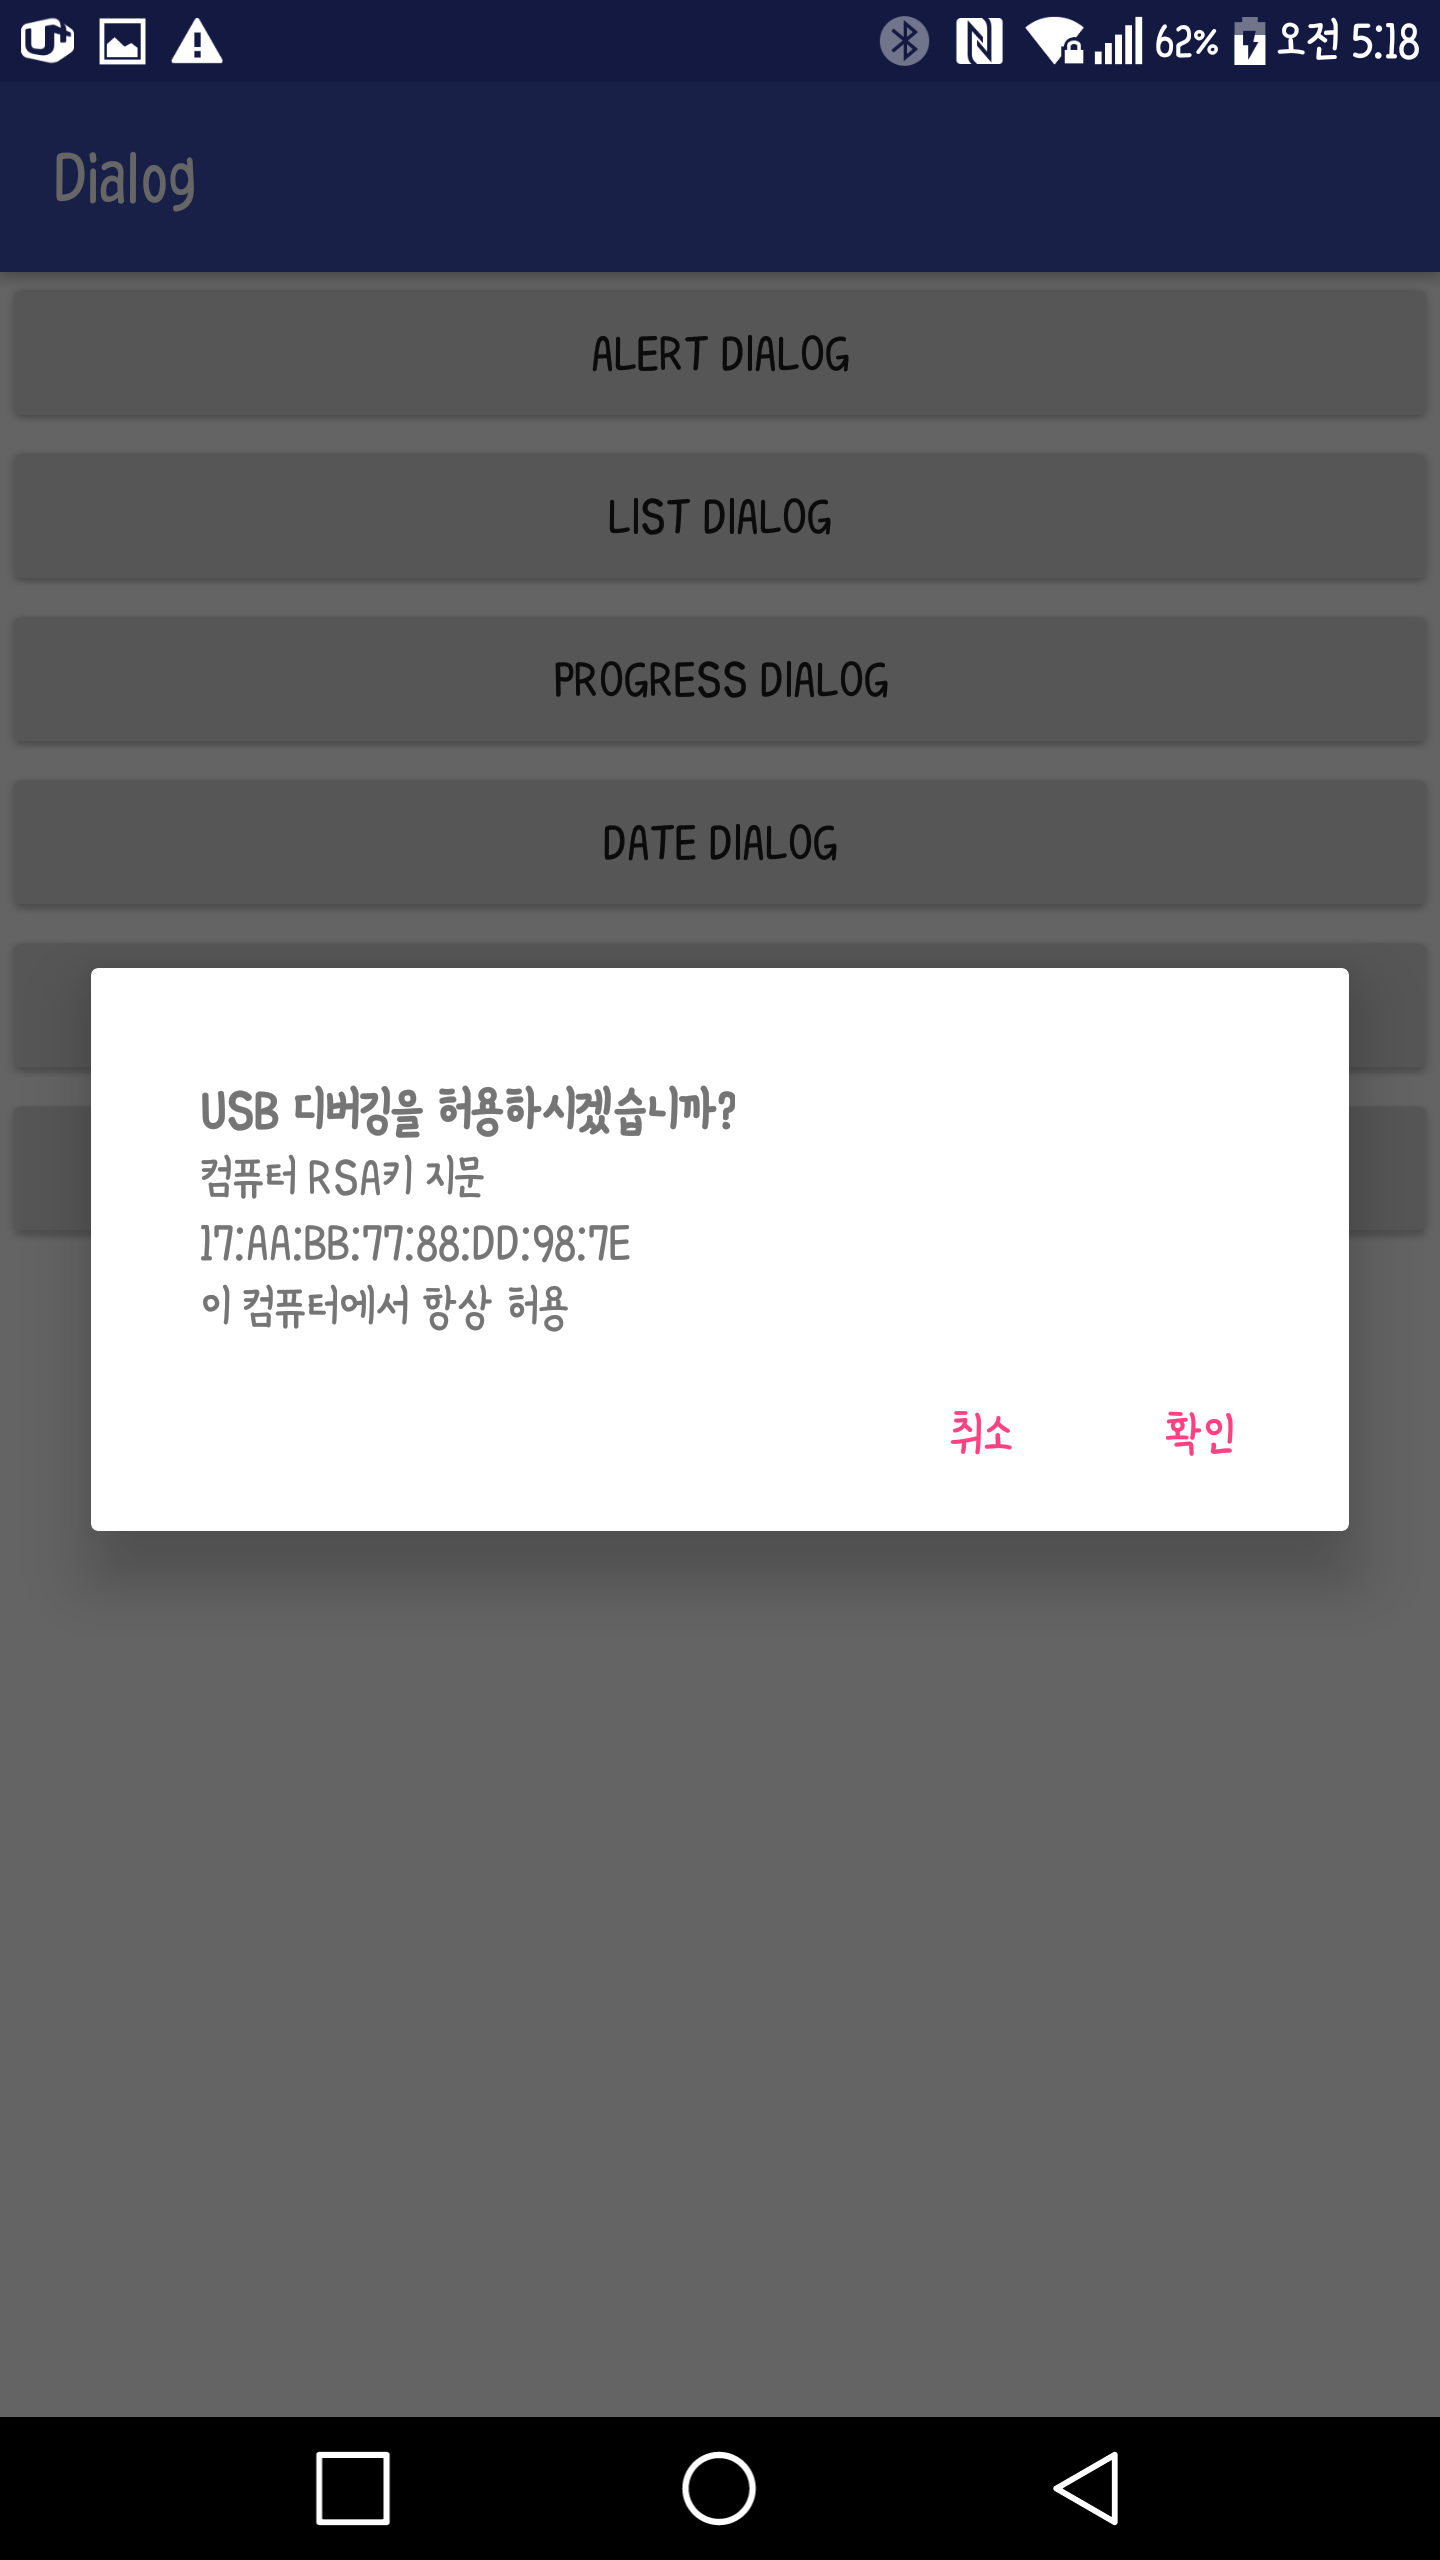 U+ 62% 오전 5:18
Dialog
ALERT DIALOG
LIST DIALOG
PROGRESS DIALOG
DATE DIALOG
USB 디버깅을 허용하시겠습니까?
컴퓨터 RSA키 지문
17:AA:BB:77:88:DD:98:7E
이 컴퓨터에서 항상 허용
취소 확인